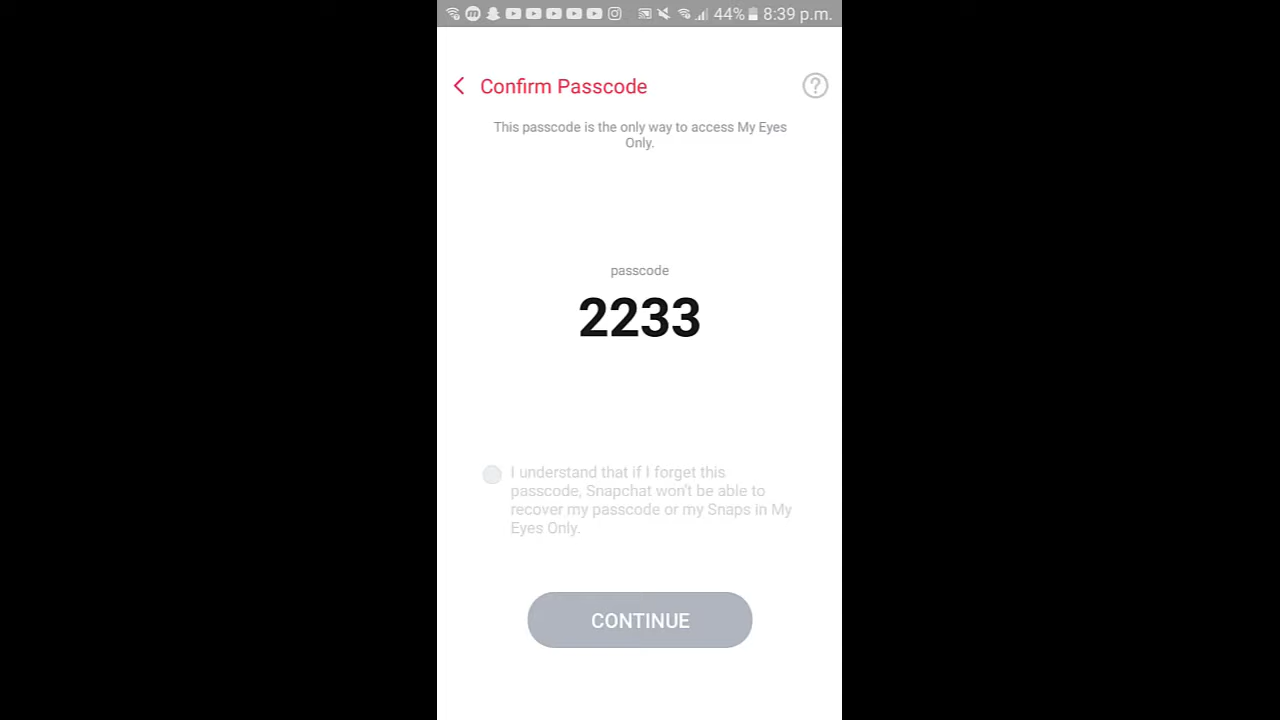 44% 8:39 p.m.
Confirm Passcode
This passcode is the only way to access My Eyes
Only.
passcode
2233
I understand that if I forget this
passcode, Snapchat won't be able to
recover my passcode or my Snaps in My
Eyes Only.
CONTINUE